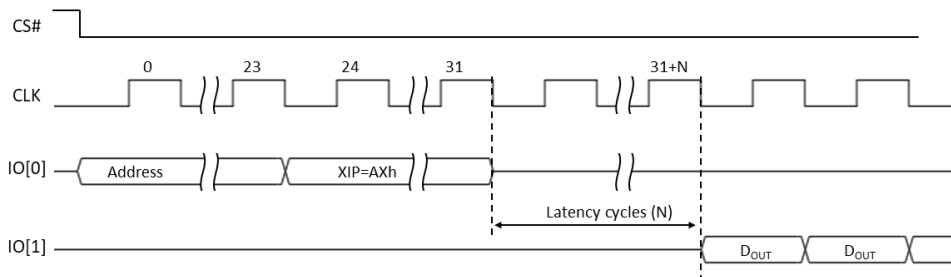 CS#
0 23 24 31 31+N
CLK
IO[0] Address XIP=AXh
Latency cycles (N)
IO[1] DOUT DOUT